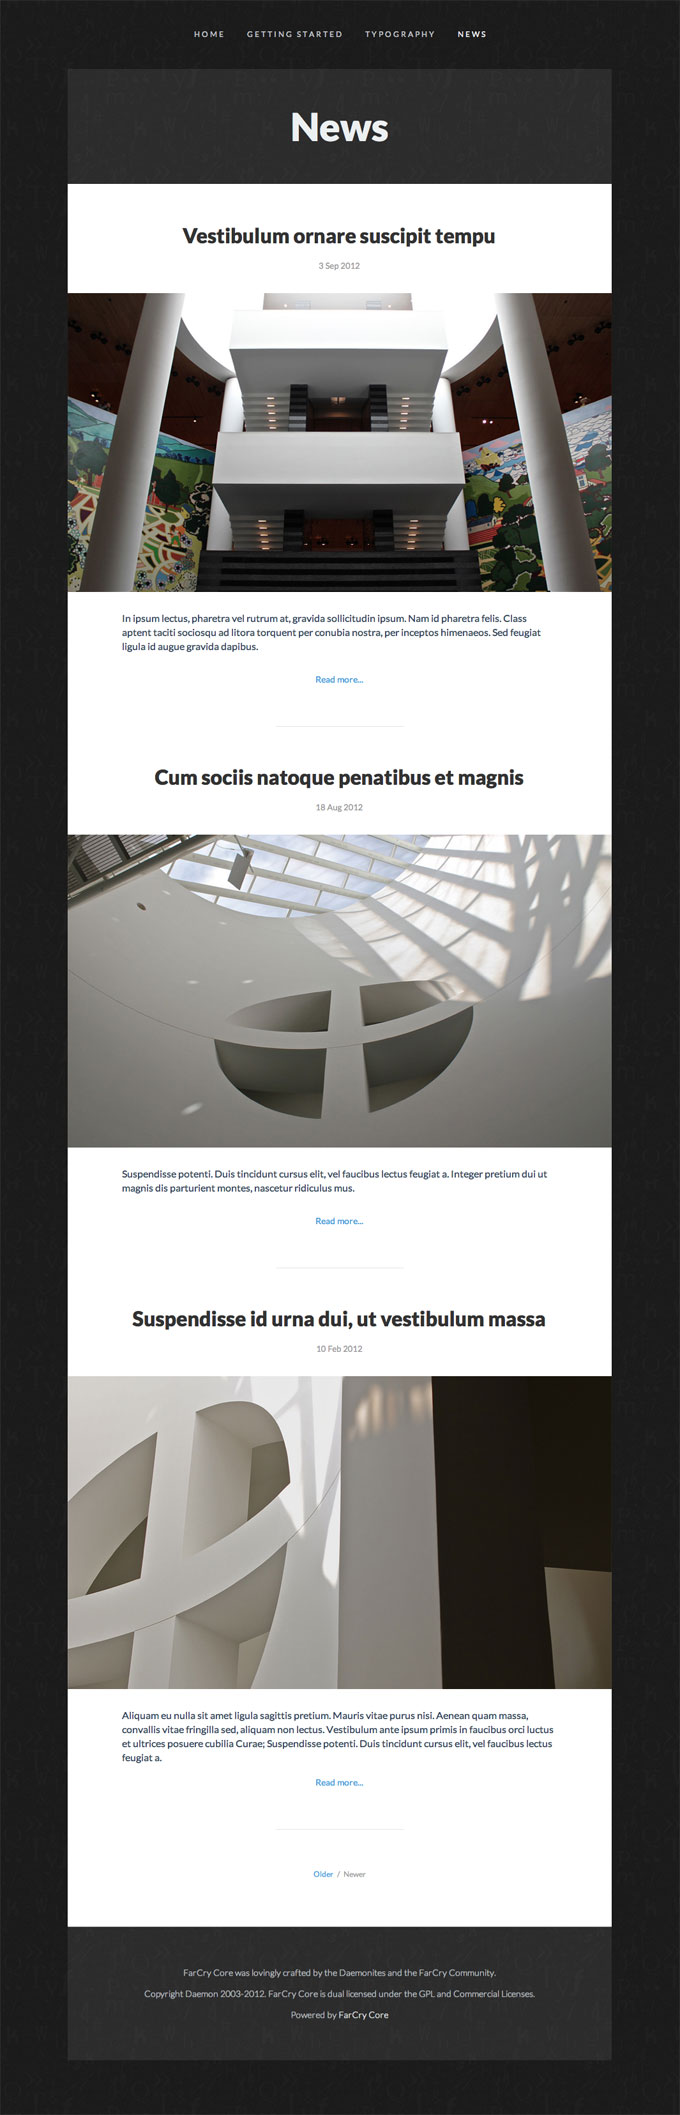 HOME GETTING STARTED TYPOGRAPHY NEWS
News
Vestibulum ornare suscipit tempu
3 Sep 2012
In ipsum lectus, pharetra vel rutrum at, gravida sollicitudin ipsum. Nam id pharetra felis. Class
aptent taciti sociosqu ad litora torquent per conubia nostra, per inceptos himenaeos. Sed feugiat
ligula id augue gravida dapibus.
Read more...
Cum sociis natoque penatibus et magnis
18 Aug 2012
Suspendisse potenti. Duis tincidunt cursus elit, vel faucibus lectus feugiat a. Integer pretium dui ut
magnis dis parturient montes, nascetur ridiculus mus.
Read more...
Suspendisse id urna dui, ut vestibulum massa
10 Feb 2012
Aliquam eu nulla sit amet ligula sagittis pretium. Mauris vitae purus nisi. Aenean quam massa,
convallis vitae fringilla sed, aliquam non lectus. Vestibulum ante ipsum primis in faucibus orci luctus
et ultrices posuere cubilia Curae; Suspendisse potenti. Duis tincidunt cursus elit, vel faucibus lectus
feugiat a.
Read more...
Older / Newer
FarCry Core was lovingly crafted by the Daemonites and the FarCry Community.
Copyright Daemon 2003-2012. FarCry Core is dual licensed under the GPL and Commercial Licenses.
Powered by FarCry Core